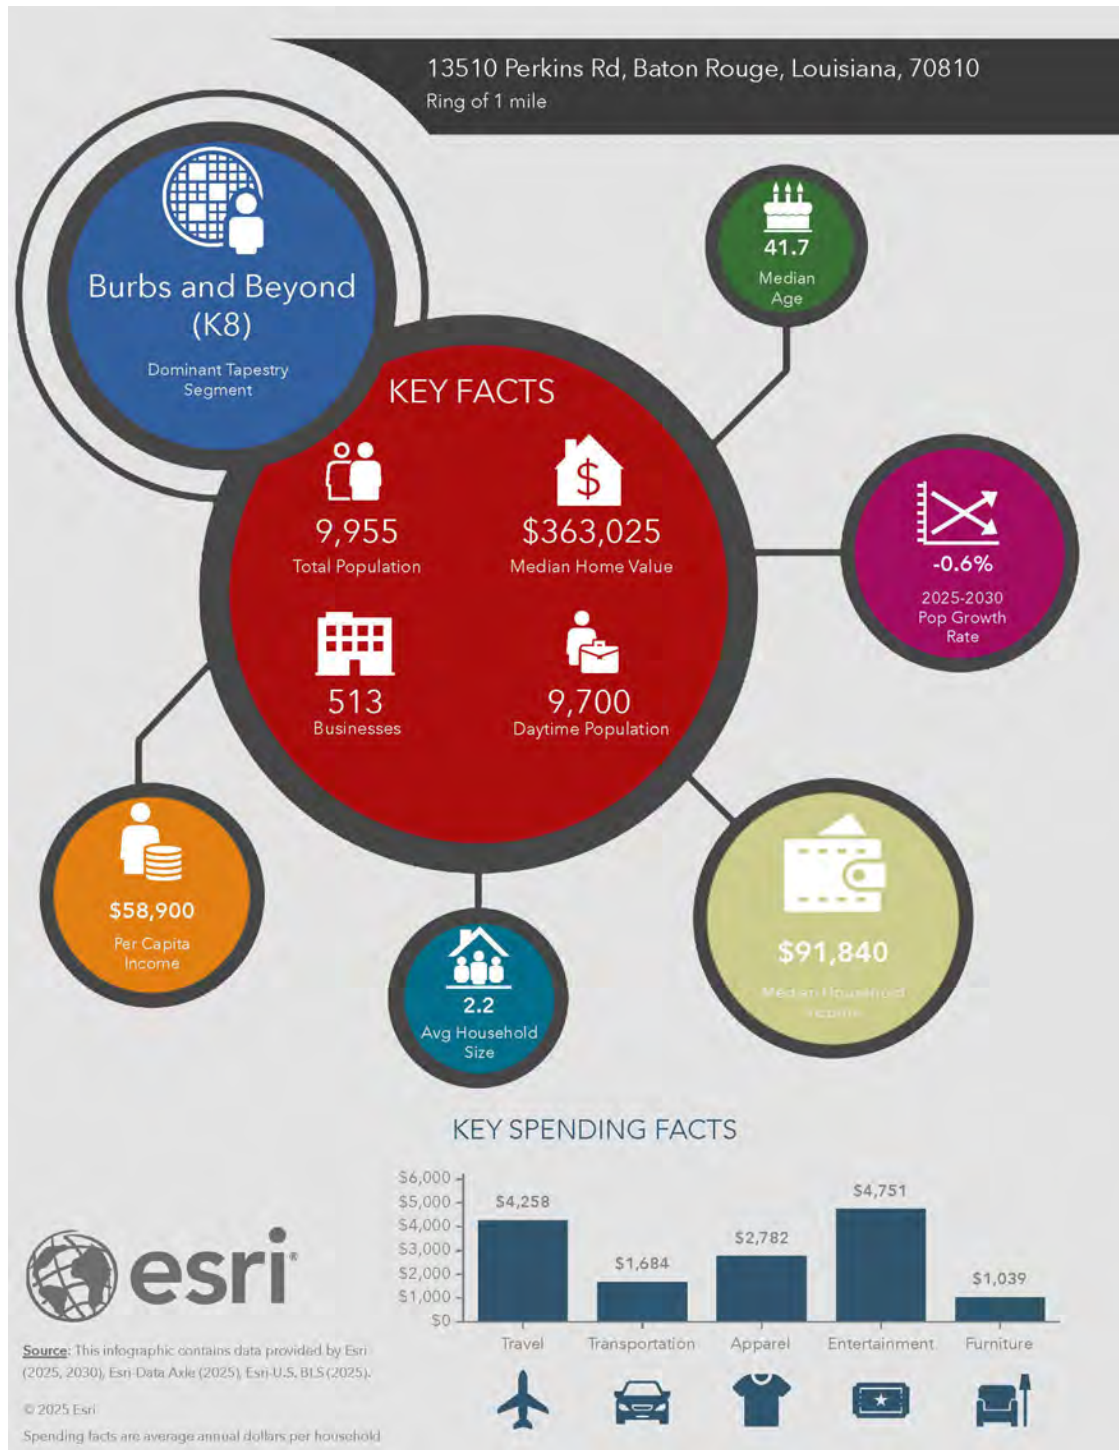 13510 Perkins Rd, Baton Rouge, Louisiana, 70810
Ring of 1 mile
Burbs and Beyond
(K8)
Dominant Tapestry
Segment
41.7
Median
Age
KEY FACTS
9,955
Total Population
$363,025
Median Home Value
513
Businesses
9,700
Daytime Population
-0.6%
2025-2030
Pop Growth
Rate
$58,900
Per Capita
Income
2.2
Avg Household
Size
$91,840
Median Household
Income
KEY SPENDING FACTS
$6,000
$5,000
$4,000
$3,000
$2,000
$1,000
$0
$4,258
$1,684
$2,782
$4,751
$1,039
Travel
Transportation
Apparel
Entertainment
Furniture
esri®
Source: This infographic contains data provided by Esri
(2025, 2030), Esri-Data Axle (2025), Esri-U.S. BLS (2025).
© 2025 Esri
Spending facts are average annual dollars per household